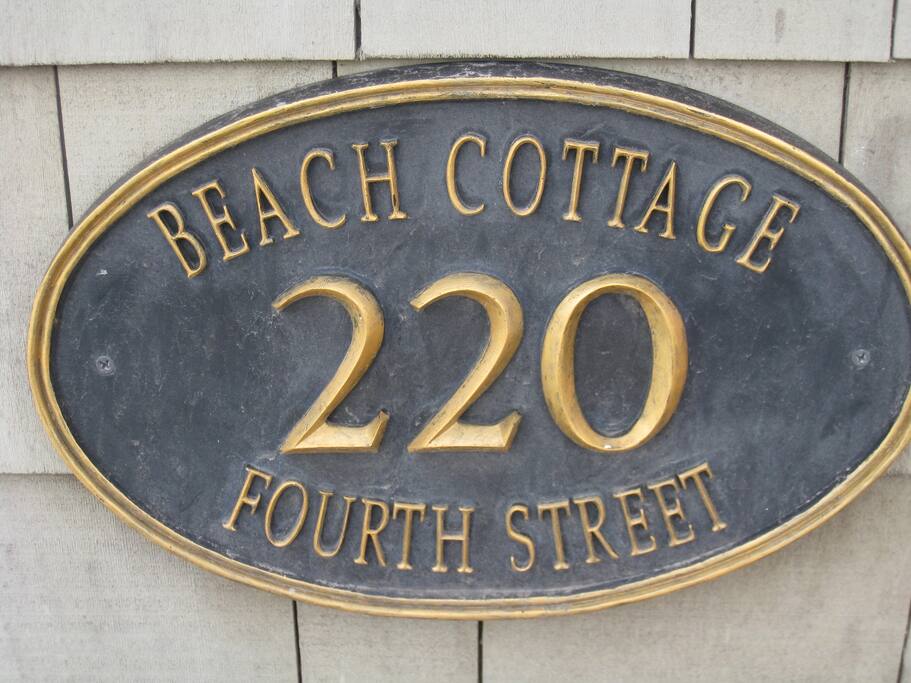 BEACH COTTAGE
220
FOURTH STREET